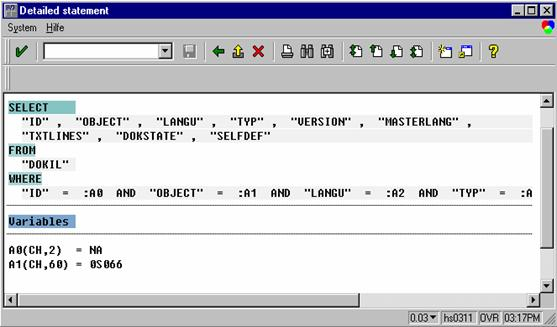 Detailed statement
System Hilfe
SELECT
"ID" , "OBJECT" , "LANGU" , "TYP" , "VERSION" , "MASTERLANG" ,
"TXTLINES" , "DOKSTATE" , "SELFDEF"
FROM
"DOKIL"
WHERE
"ID" = :A0 AND "OBJECT" = :A1 AND "LANGU" = :A2 AND "TYP" = :A
Variables
A0(CH,2) = NA
A1(CH,60) = 0S066
0.03 hs0311 OVR 03:17PM